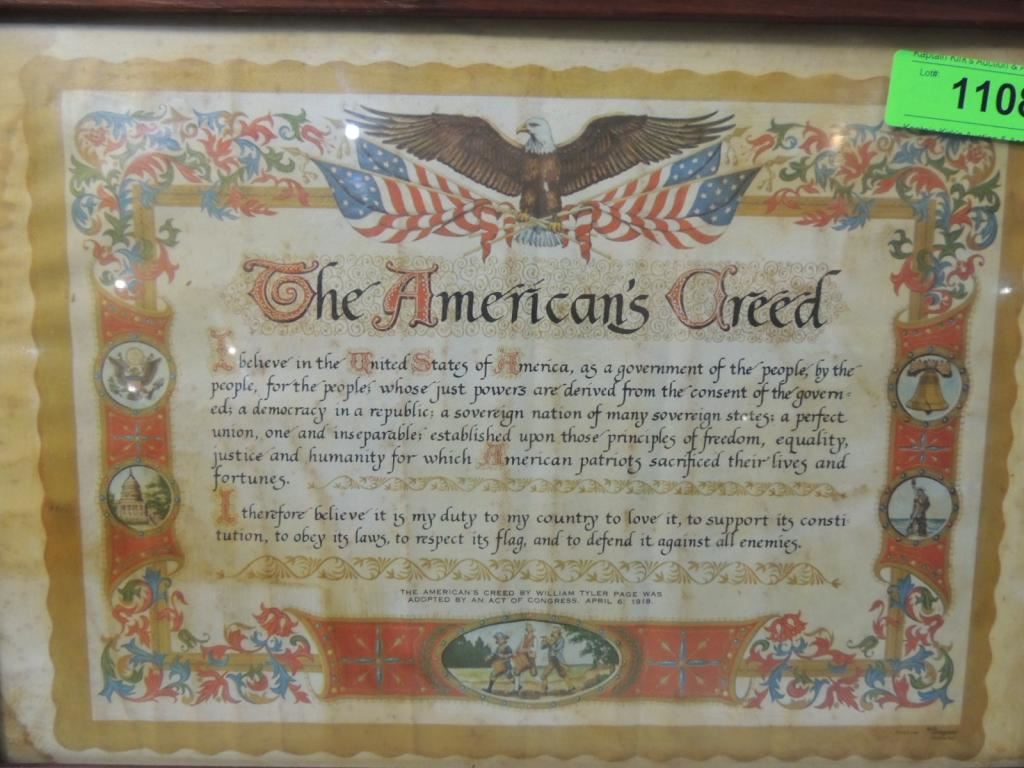 Kaptain Kirk's Auction &
Lot#:
1108
The American's Creed
I believe in the United States of America, as a government of the people, by the
people, for the people; whose just powers are derived from the consent of the govern-
ed; a democracy in a republic; a sovereign nation of many sovereign states; a perfect
union, one and inseparable; established upon those principles of freedom, equality,
justice and humanity for which American patriots sacrificed their lives and
fortunes.
I therefore believe it is my duty to my country to love it, to support its consti-
tution, to obey its laws, to respect its flag, and to defend it against all enemies.
THE AMERICAN'S CREED BY WILLIAM TYLER PAGE WAS
ADOPTED BY AN ACT OF CONGRESS, APRIL 6, 1918.